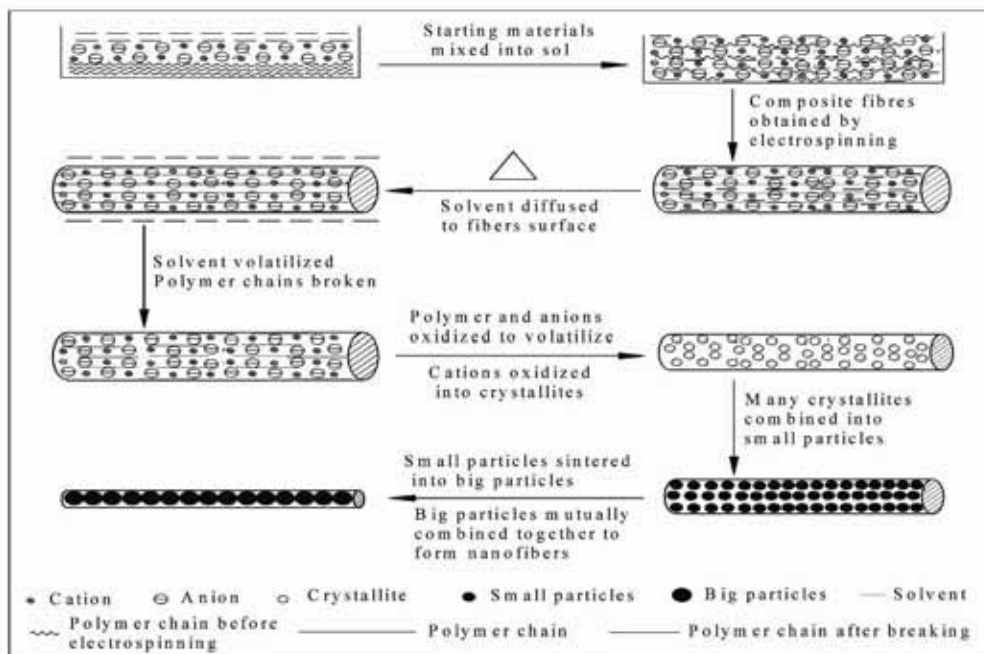 Starting materials
mixed into sol
Composite fibres
obtained by
electrospinning
Solvent diffused
to fibers surface
Solvent volatilized
Polymer chains broken
Polymer and anions
oxidized to volatilize
Cations oxidized
into crystallites
Many crystallites
combined into
small particles
Small particles sintered
into big particles
Big particles mutually
combined together to
form nanofibers
Cation
Anion
Crystallite
Small particles
Big particles
Solvent
Polymer chain before
electrospinning
Polymer chain
Polymer chain after breaking